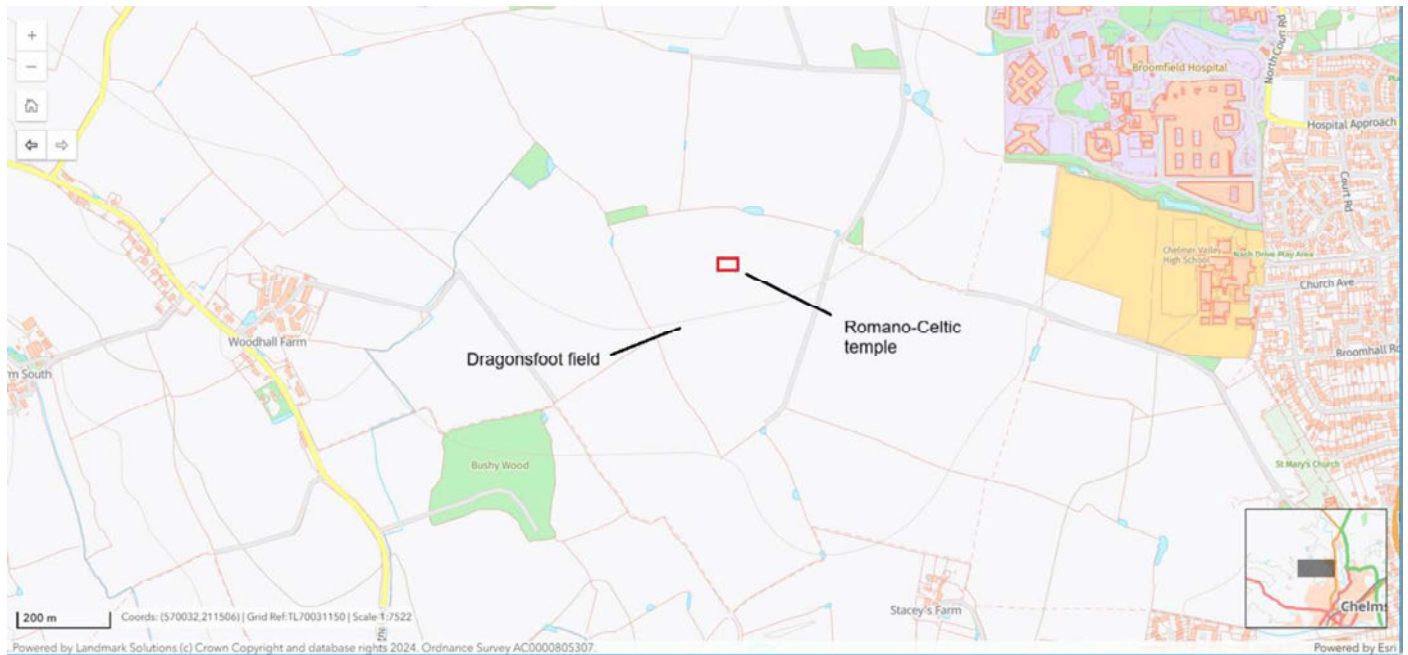 +
−
Broomfield Hospital
North Court Rd
Hospital Approach
Court Rd
Chelmer Valley
High School
Nash Drive Play Area
Church Ave
Romano-Celtic
temple
Dragonsfoot field
Woodhall Farm
rm South
Broomhall Rd
Bushy Wood
St Mary's Church
Stacey's Farm
Chelms
200 m
Coords: (570032,211506) | Grid Ref:TL70031150 | Scale 1:7522
Powered by Landmark Solutions (c) Crown Copyright and database rights 2024. Ordnance Survey AC0000805307.
Powered by Esri